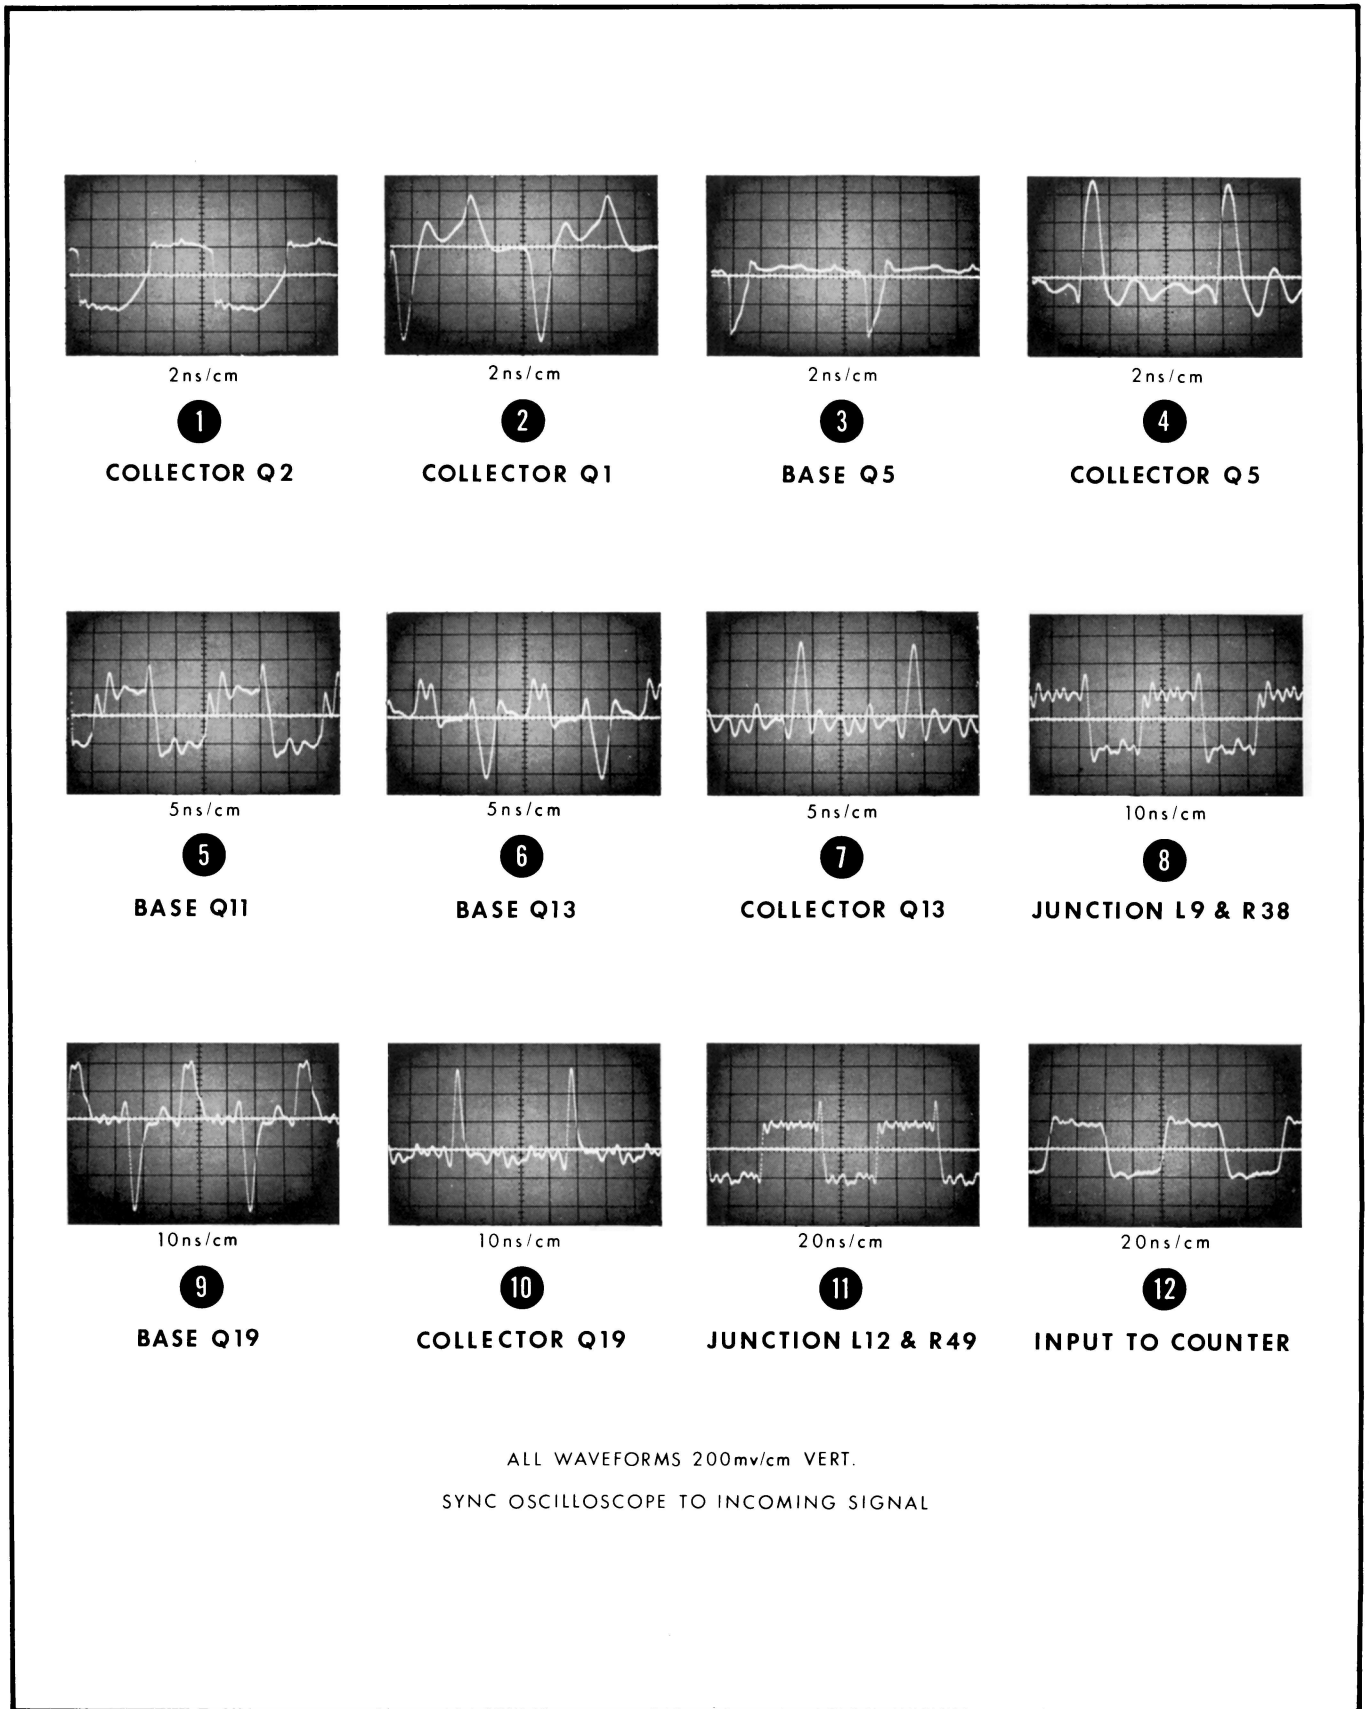 2ns/cm 2ns/cm 2ns/cm 2ns/cm
1 2 3 4
COLLECTOR Q2 COLLECTOR Q1 BASE Q5 COLLECTOR Q5
5ns/cm 5ns/cm 5ns/cm 10ns/cm
5 6 7 8
BASE Q11 BASE Q13 COLLECTOR Q13 JUNCTION L9 & R38
10ns/cm 10ns/cm 20ns/cm 20ns/cm
9 10 11 12
BASE Q19 COLLECTOR Q19 JUNCTION L12 & R49 INPUT TO COUNTER
ALL WAVEFORMS 200mv/cm VERT.
SYNC OSCILLOSCOPE TO INCOMING SIGNAL